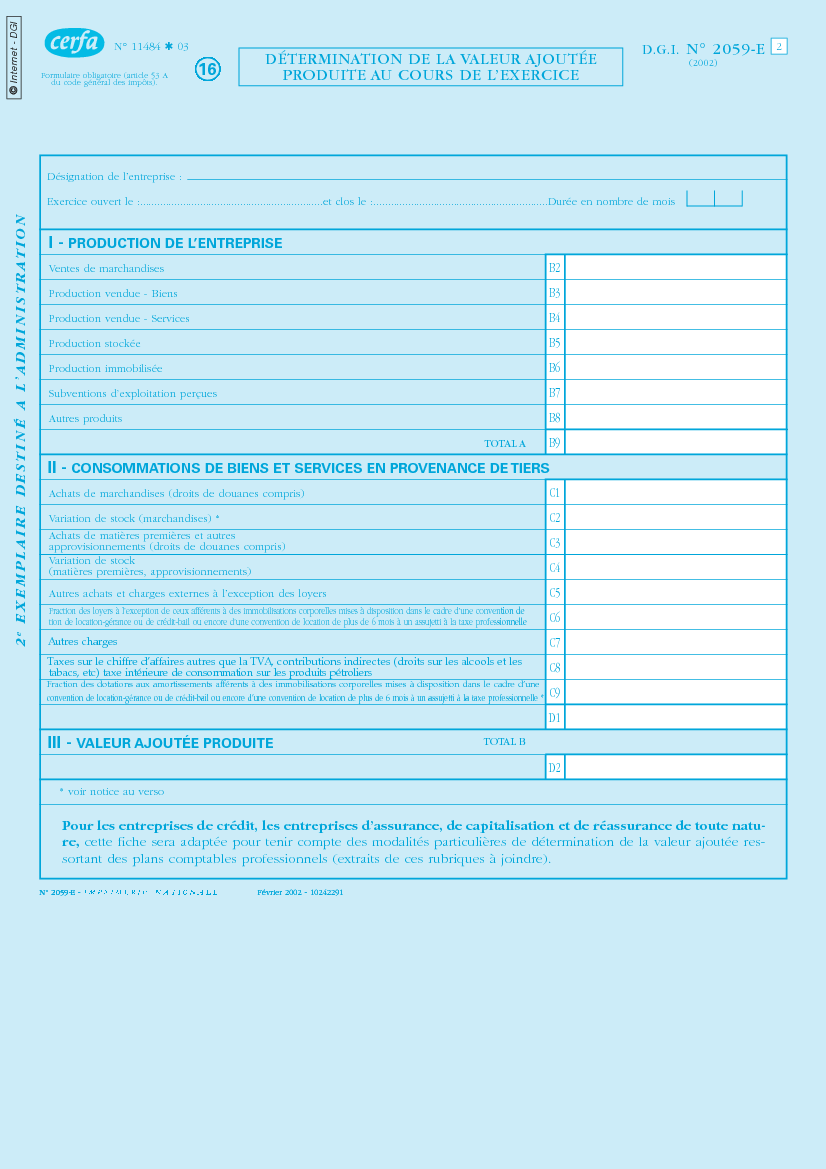 © Internet - DGI
cerfa
N° 11484 ✱ 03
Formulaire obligatoire (article 53 A
du code général des impôts).
16
DÉTERMINATION DE LA VALEUR AJOUTÉE
PRODUITE AU COURS DE L'EXERCICE
D.G.I. N° 2059-E 2
(2002)
2e EXEMPLAIRE DESTINÉ A L'ADMINISTRATION
Désignation de l'entreprise :
Exercice ouvert le :..............................et clos le :..............................Durée en nombre de mois
I - PRODUCTION DE L'ENTREPRISE
Ventes de marchandises B2
Production vendue - Biens B3
Production vendue - Services B4
Production stockée B5
Production immobilisée B6
Subventions d'exploitation perçues B7
Autres produits B8
TOTAL A B9
II - CONSOMMATIONS DE BIENS ET SERVICES EN PROVENANCE DE TIERS
Achats de marchandises (droits de douanes compris) C1
Variation de stock (marchandises) * C2
Achats de matières premières et autres
approvisionnements (droits de douanes compris) C3
Variation de stock
(matières premières, approvisionnements) C4
Autres achats et charges externes à l'exception des loyers C5
Fraction des loyers à l'exception de ceux afférents à des immobilisations corporelles mises à disposition dans le cadre d'une convention de
tion de location-gérance ou de crédit-bail ou encore d'une convention de location de plus de 6 mois à un assujetti à la taxe professionnelle C6
Autres charges C7
Taxes sur le chiffre d'affaires autres que la TVA, contributions indirectes (droits sur les alcools et les
tabacs, etc) taxe intérieure de consommation sur les produits pétroliers C8
Fraction des dotations aux amortissements afférents à des immobilisations corporelles mises à disposition dans le cadre d'une
convention de location-gérance ou de crédit-bail ou encore d'une convention de location de plus de 6 mois à un assujetti à la taxe professionnelle * C9
D1
III - VALEUR AJOUTÉE PRODUITE TOTAL B
D2
* voir notice au verso
Pour les entreprises de crédit, les entreprises d'assurance, de capitalisation et de réassurance de toute natu-
re, cette fiche sera adaptée pour tenir compte des modalités particulières de détermination de la valeur ajoutée res-
sortant des plans comptables professionnels (extraits de ces rubriques à joindre).
N° 2059-E - IMPRIMERIE NATIONALE Février 2002 - 10242291